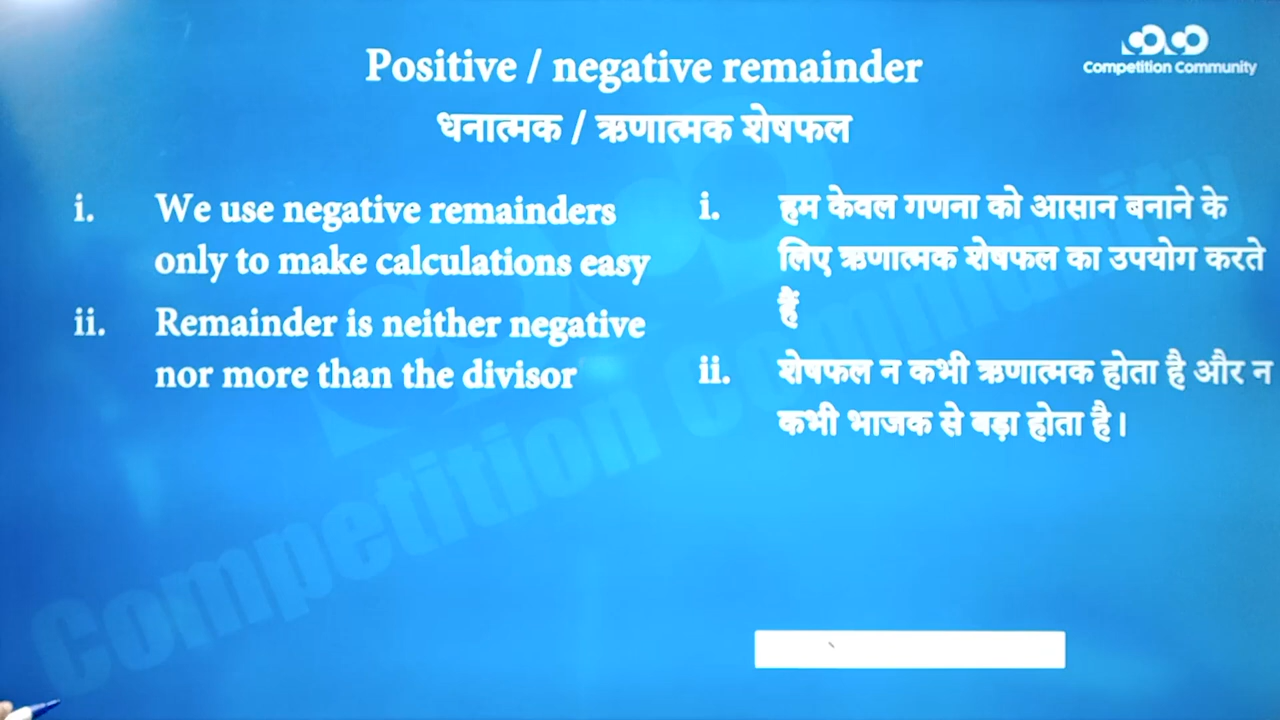 Positive / negative remainder
धनात्मक / ऋणात्मक शेषफल
Competition Community
i. We use negative remainders
only to make calculations easy
ii. Remainder is neither negative
nor more than the divisor
i. हम केवल गणना को आसान बनाने के
लिए ऋणात्मक शेषफल का उपयोग करते
हैं
ii. शेषफल न कभी ऋणात्मक होता है और न
कभी भाजक से बड़ा होता है।
Competition Community